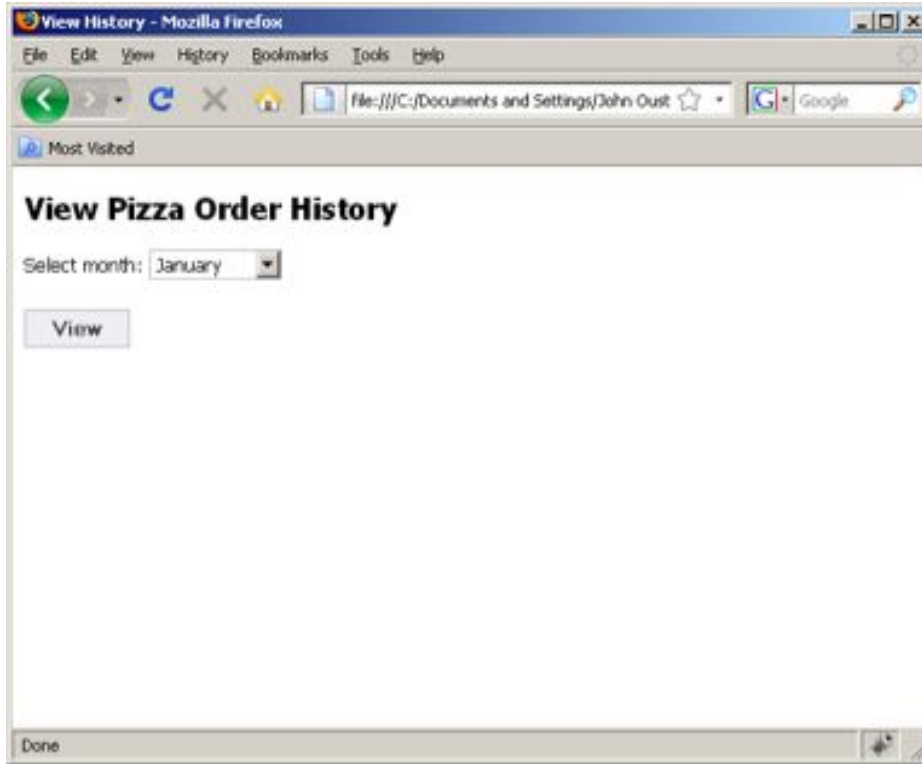 View History - Mozilla Firefox
File Edit View History Bookmarks Tools Help
file:///C:/Documents and Settings/John Oust G Google
Most Visited
View Pizza Order History
Select month: January
View
Done